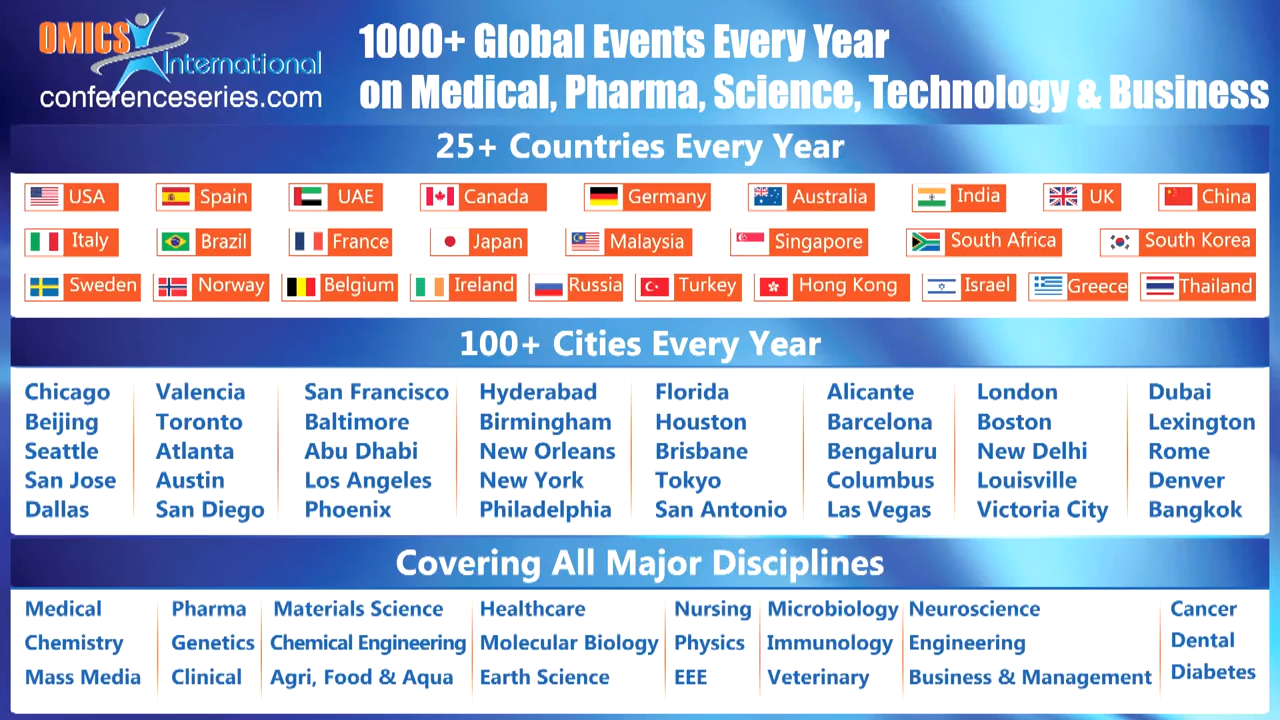 OMICS International
conferenceseries.com
1000+ Global Events Every Year
on Medical, Pharma, Science, Technology & Business
25+ Countries Every Year
USA Spain UAE Canada Germany Australia India UK China
Italy Brazil France Japan Malaysia Singapore South Africa South Korea
Sweden Norway Belgium Ireland Russia Turkey Hong Kong Israel Greece Thailand
100+ Cities Every Year
Chicago Valencia San Francisco Hyderabad Florida Alicante London Dubai
Beijing Toronto Baltimore Birmingham Houston Barcelona Boston Lexington
Seattle Atlanta Abu Dhabi New Orleans Brisbane Bengaluru New Delhi Rome
San Jose Austin Los Angeles New York Tokyo Columbus Louisville Denver
Dallas San Diego Phoenix Philadelphia San Antonio Las Vegas Victoria City Bangkok
Covering All Major Disciplines
Medical Pharma Materials Science Healthcare Nursing Microbiology Neuroscience Cancer
Chemistry Genetics Chemical Engineering Molecular Biology Physics Immunology Engineering Dental
Mass Media Clinical Agri, Food & Aqua Earth Science EEE Veterinary Business & Management Diabetes